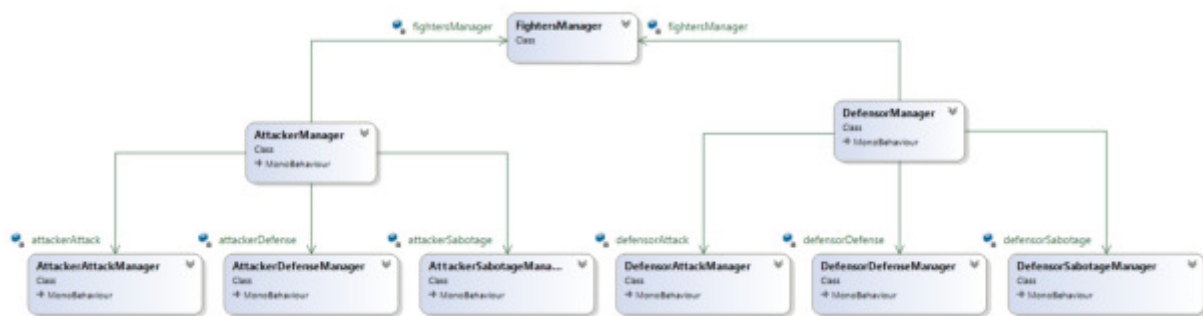 fightersManager
FightersManager
Class
fightersManager
AttackerManager
Class
MonoBehaviour
DefensorManager
Class
MonoBehaviour
attackerAttack
attackerDefense
attackerSabotage
defensorAttack
defensorDefense
defensorSabotage
AttackerAttackManager
Class
MonoBehaviour
AttackerDefenseManager
Class
MonoBehaviour
AttackerSabotageMana...
Class
MonoBehaviour
DefensorAttackManager
Class
MonoBehaviour
DefensorDefenseManager
Class
MonoBehaviour
DefensorSabotageManager
Class
MonoBehaviour